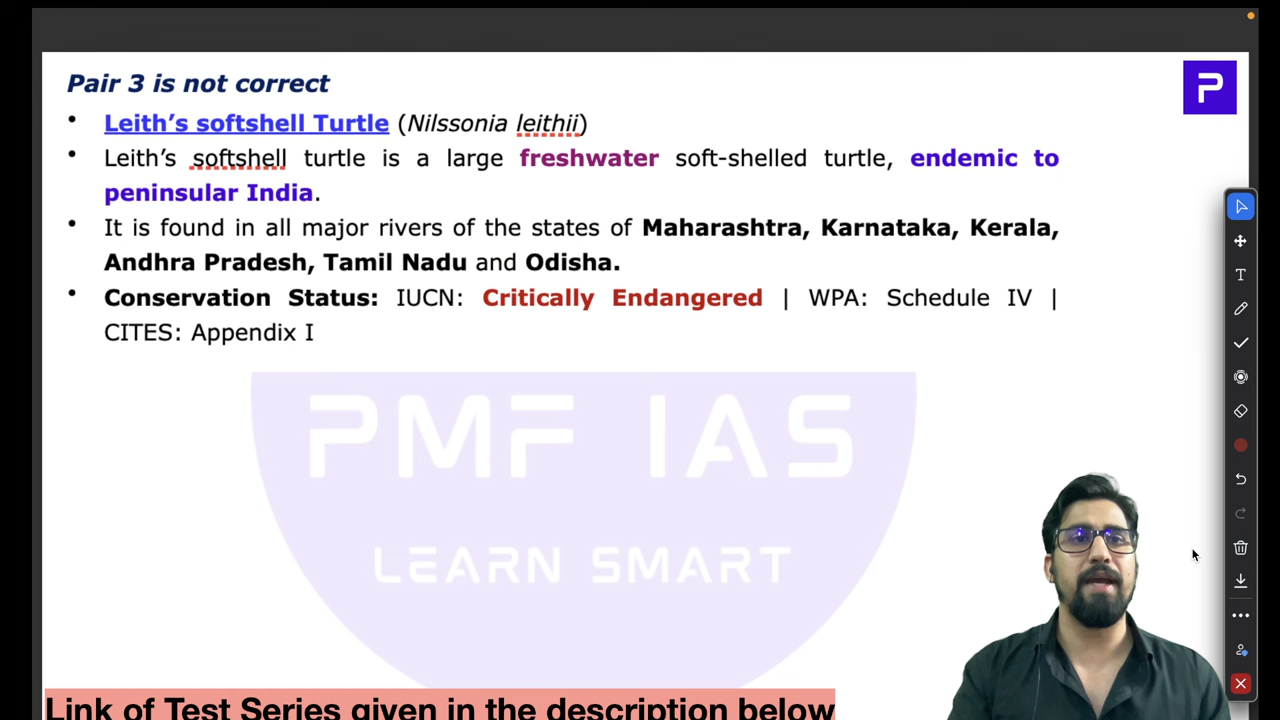 Pair 3 is not correct
• Leith's softshell Turtle (Nilssonia leithii)
• Leith's softshell turtle is a large freshwater soft-shelled turtle, endemic to
peninsular India.
• It is found in all major rivers of the states of Maharashtra, Karnataka, Kerala,
Andhra Pradesh, Tamil Nadu and Odisha.
• Conservation Status: IUCN: Critically Endangered | WPA: Schedule IV |
CITES: Appendix I
PMF IAS
LEARN SMART
Link of Test Series given in the description below